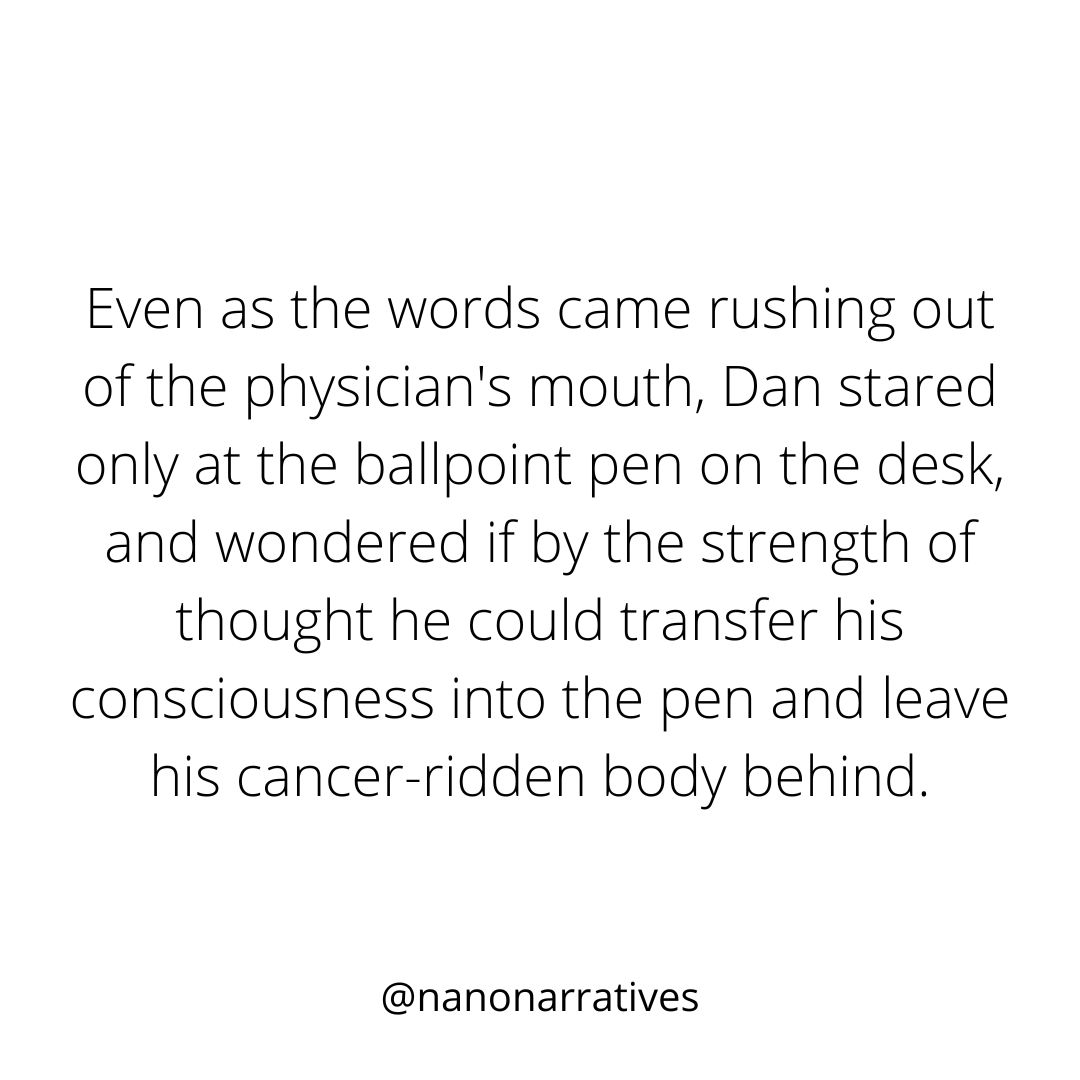 Even as the words came rushing out
of the physician's mouth, Dan stared
only at the ballpoint pen on the desk,
and wondered if by the strength of
thought he could transfer his
consciousness into the pen and leave
his cancer-ridden body behind.
@nanonarratives